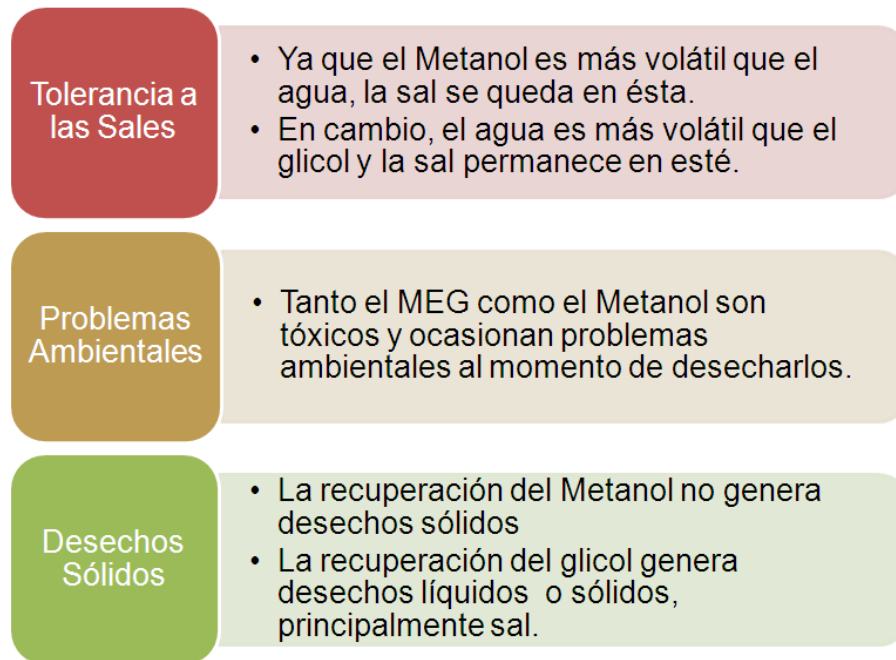 Tolerancia a
las Sales
• Ya que el Metanol es más volátil que el
agua, la sal se queda en ésta.
• En cambio, el agua es más volátil que el
glicol y la sal permanece en esté.
Problemas
Ambientales
• Tanto el MEG como el Metanol son
tóxicos y ocasionan problemas
ambientales al momento de desecharlos.
Desechos
Sólidos
• La recuperación del Metanol no genera
desechos sólidos
• La recuperación del glicol genera
desechos líquidos o sólidos,
principalmente sal.